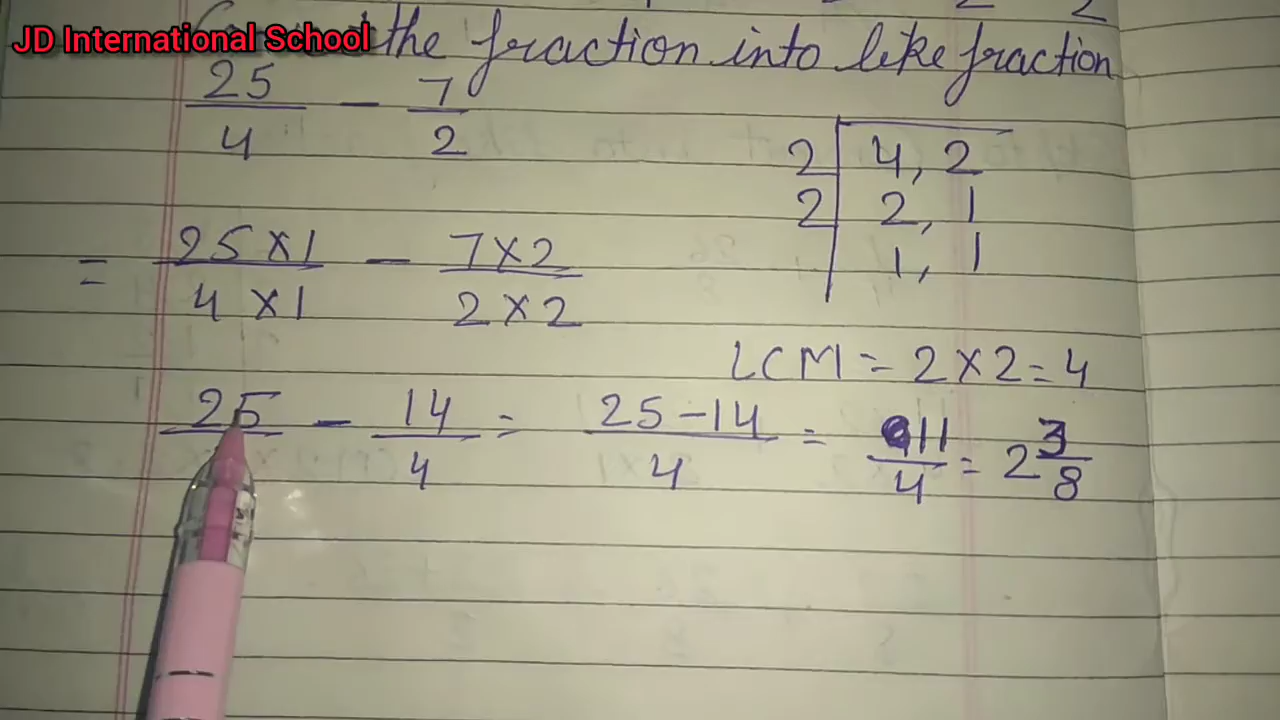 JD International School
the fraction into like fraction
25/4 - 7/2
2 | 4, 2
2 | 2, 1
1, 1
= 25×1/4×1 - 7×2/2×2
LCM = 2×2=4
25 - 14/4 = 25-14/4 = 11/4 = 2 3/8